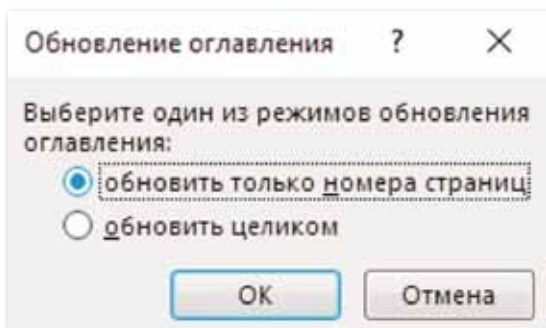 Обновление оглавления ? ×
Выберите один из режимов обновления
оглавления:
обновить только номера страниц
обновить целиком
ОК Отмена